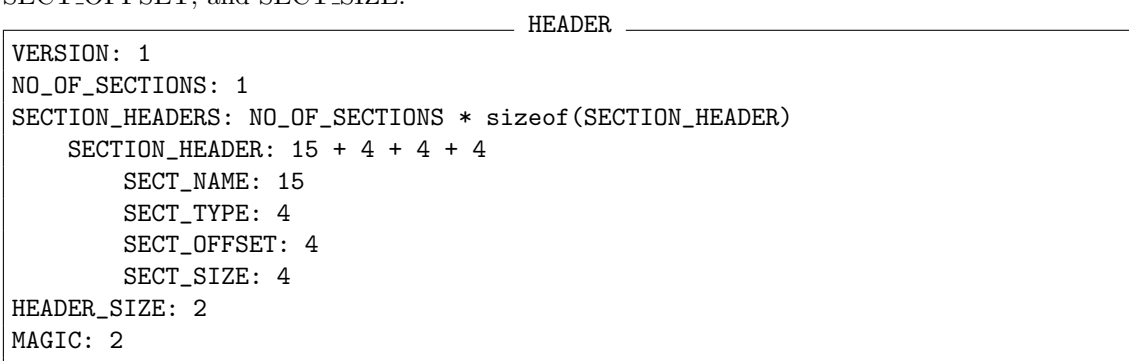 SECT_OFFSET, and SECT_SIZE.
HEADER
VERSION: 1
NO_OF_SECTIONS: 1
SECTION_HEADERS: NO_OF_SECTIONS * sizeof(SECTION_HEADER)
SECTION_HEADER: 15 + 4 + 4 + 4
SECT_NAME: 15
SECT_TYPE: 4
SECT_OFFSET: 4
SECT_SIZE: 4
HEADER_SIZE: 2
MAGIC: 2